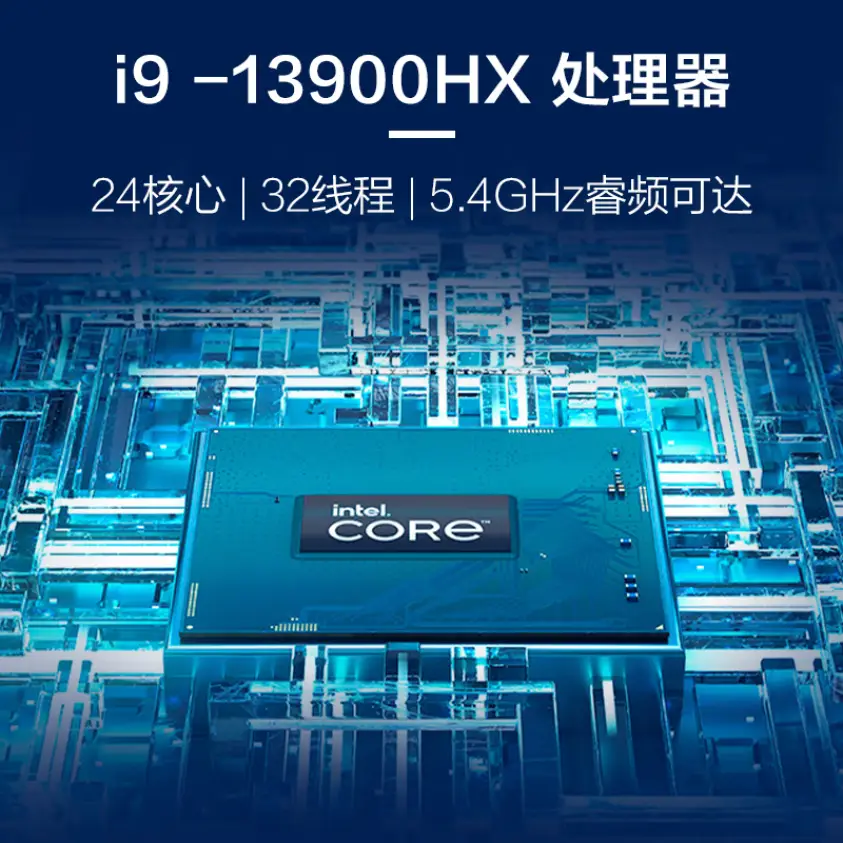 i9 –13900HX 处理器
24核心 | 32线程 | 5.4GHz睿频可达
intel.
CORE™